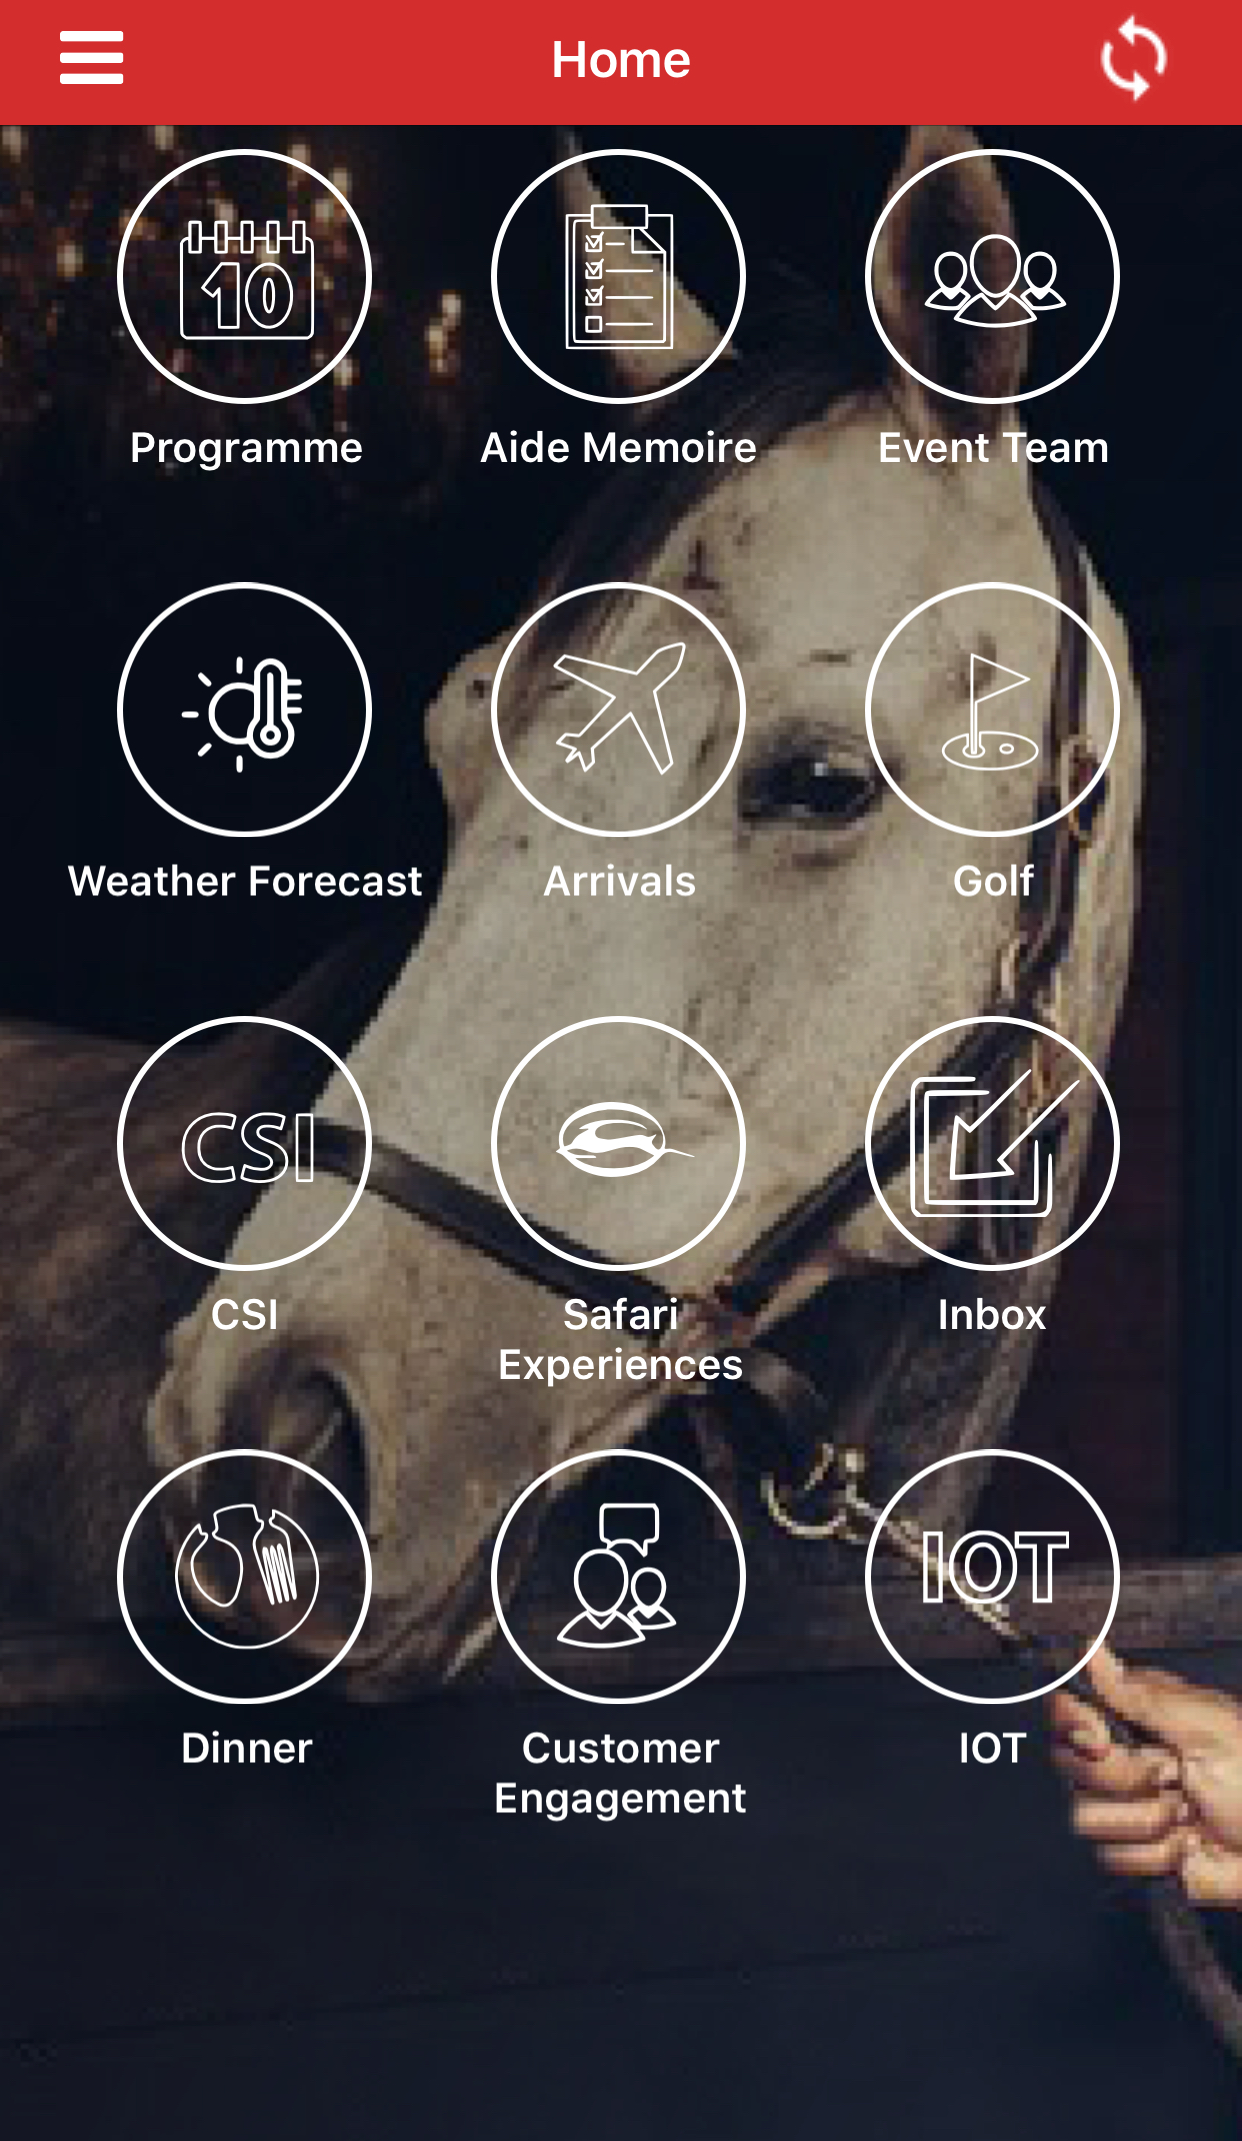 Home
10
Programme
Aide Memoire
Event Team
Weather Forecast
Arrivals
Golf
CSI
CSI
Safari
Experiences
Inbox
IOT
Dinner
Customer
Engagement
IOT